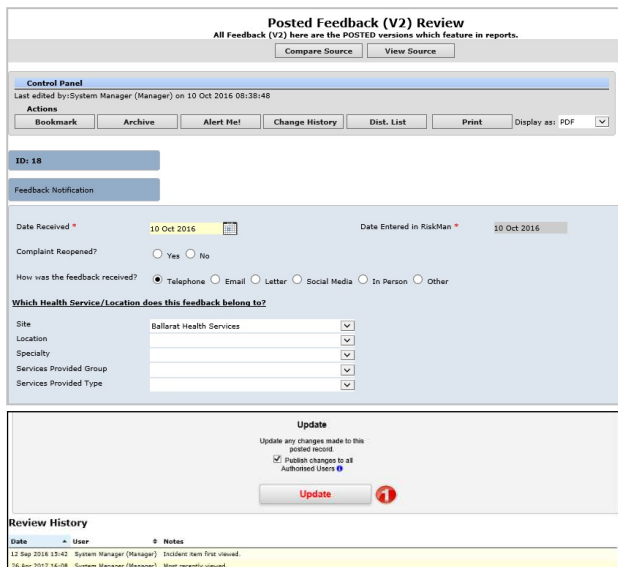 Posted Feedback (V2) Review
All Feedback (V2) here are the POSTED versions which feature in reports.
Compare Source View Source
Control Panel
Last edited by:System Manager (Manager) on 10 Oct 2016 08:38:48
Actions
Bookmark Archive Alert Me! Change History Dist. List Print Display as: PDF
ID: 18
Feedback Notification
Date Received * 10 Oct 2016 Date Entered in RiskMan * 10 Oct 2016
Complaint Reopened? Yes No
How was the feedback received? Telephone Email Letter Social Media In Person Other
Which Health Service/Location does this feedback belong to?
Site Ballarat Health Services
Location
Specialty
Services Provided Group
Services Provided Type
Update
Update any changes made to this
posted record.
Publish changes to all
Authorised Users
Update 1
Review History
Date User Notes
12 Sep 2016 15:42 System Manager (Manager) Incident item first viewed.
26 Apr 2017 16:08 System Manager (Manager) Most recently viewed.